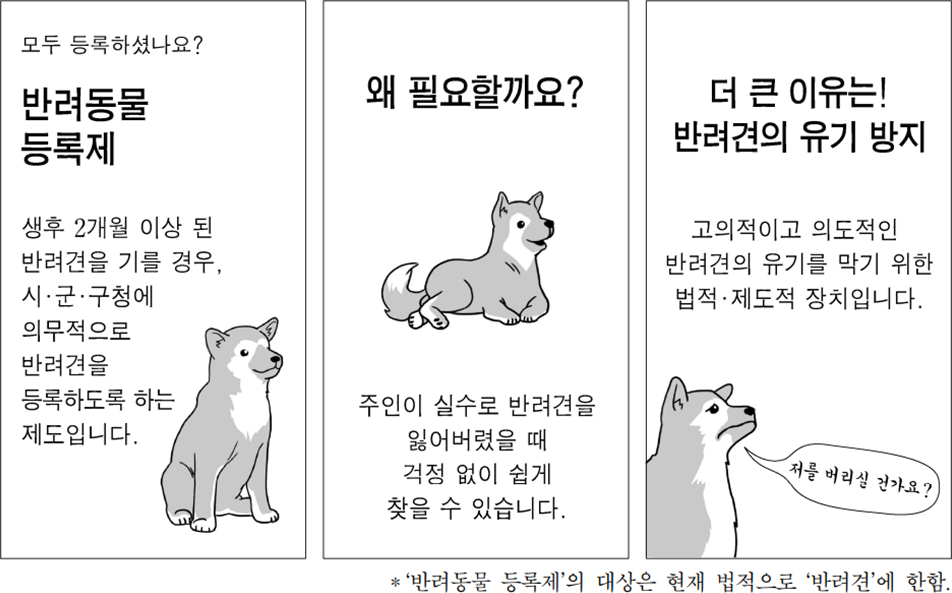 모두 등록하셨나요?
반려동물
등록제
생후 2개월 이상 된
반려견을 기를 경우,
시·군·구청에
의무적으로
반려견을
등록하도록 하는
제도입니다.
왜 필요할까요?
주인이 실수로 반려견을
잃어버렸을 때
걱정 없이 쉽게
찾을 수 있습니다.
더 큰 이유는!
반려견의 유기 방지
고의적이고 의도적인
반려견의 유기를 막기 위한
법적·제도적 장치입니다.
저를 버리실 건가요?
* ‘반려동물 등록제’의 대상은 현재 법적으로 ‘반려견’에 한함.